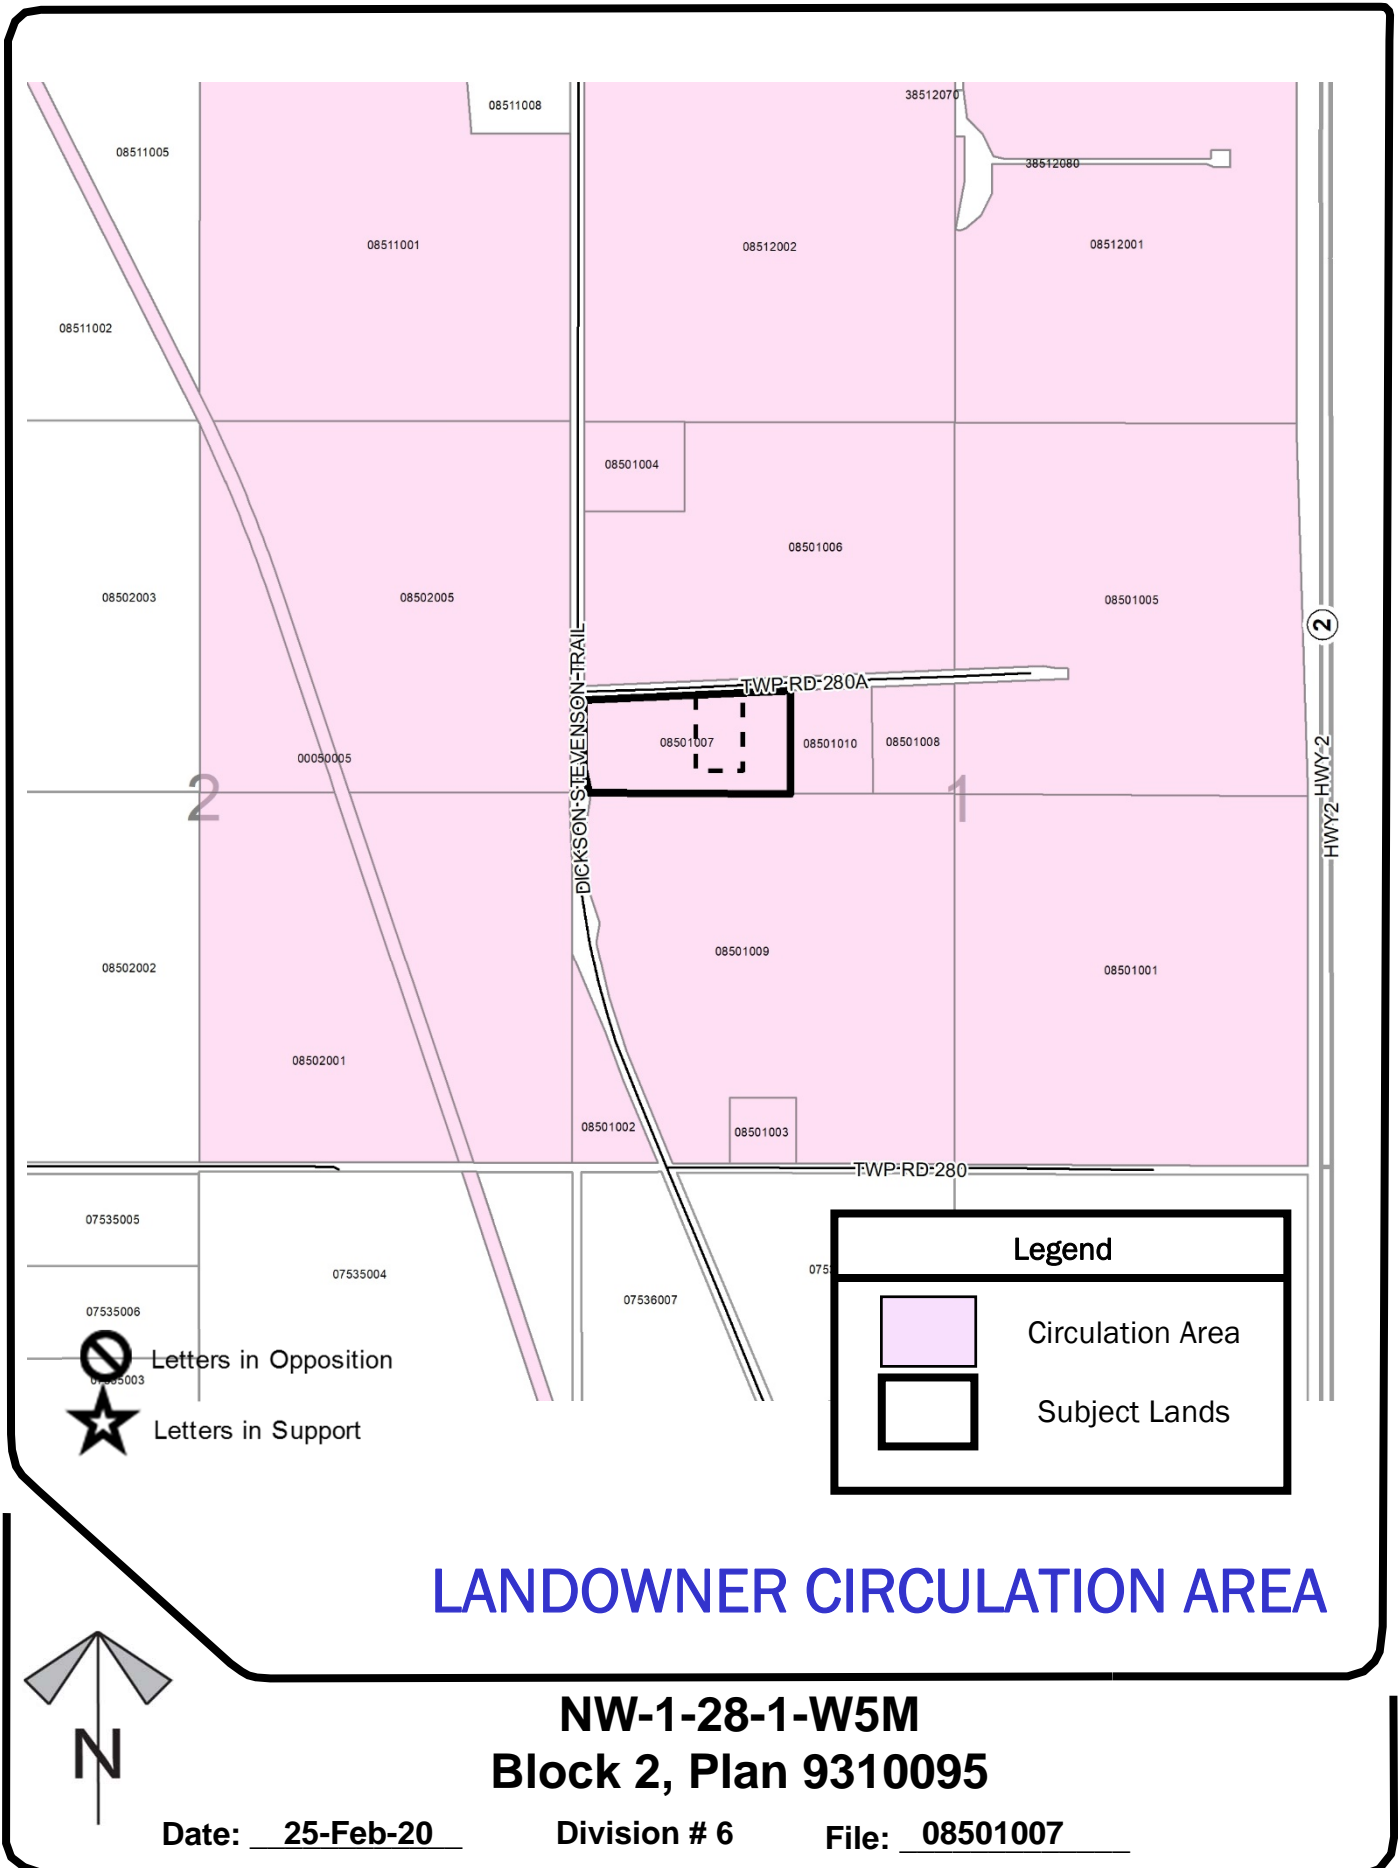 38512070
08511008
08511005
38512080
08511001
08512002
08512001
08511002
08501004
08501006
08502003
08502005
08501005
2
DICKSON-STEVENSON-TRAIL
TWP RD 280A
08501007
08501010
08501008
00050005
2
1
HWY 2
HWY2
08501009
08502002
08501001
08502001
08501002
08501003
TWP RD 280
07535005
07535004
07536007
07535006
Legend
Circulation Area
Subject Lands
Letters in Opposition
Letters in Support
LANDOWNER CIRCULATION AREA
N
NW-1-28-1-W5M
Block 2, Plan 9310095
Date: 25-Feb-20 Division # 6 File: 08501007